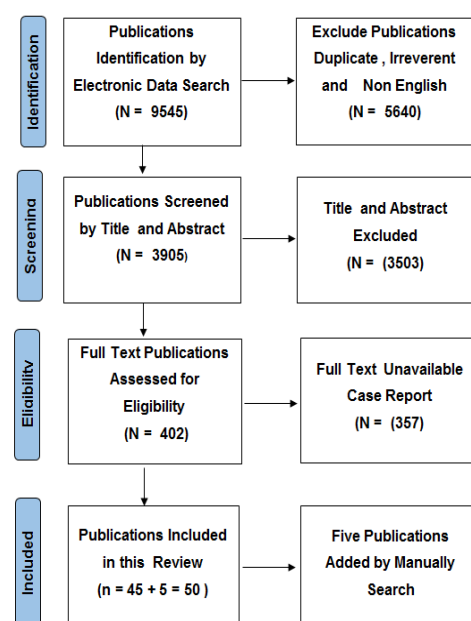 Identification
Publications
Identification by
Electronic Data Search
(N = 9545)
Exclude Publications
Duplicate , Irreverent
and Non English
(N = 5640)
Screening
Publications Screened
by Title and Abstract
(N = 3905)
Title and Abstract
Excluded
(N = (3503)
Eligibility
Full Text Publications
Assessed for
Eligibility
(N = 402)
Full Text Unavailable
Case Report
(N = (357)
Included
Publications Included
in this Review
(n = 45 + 5 = 50 )
Five Publications
Added by Manually
Search